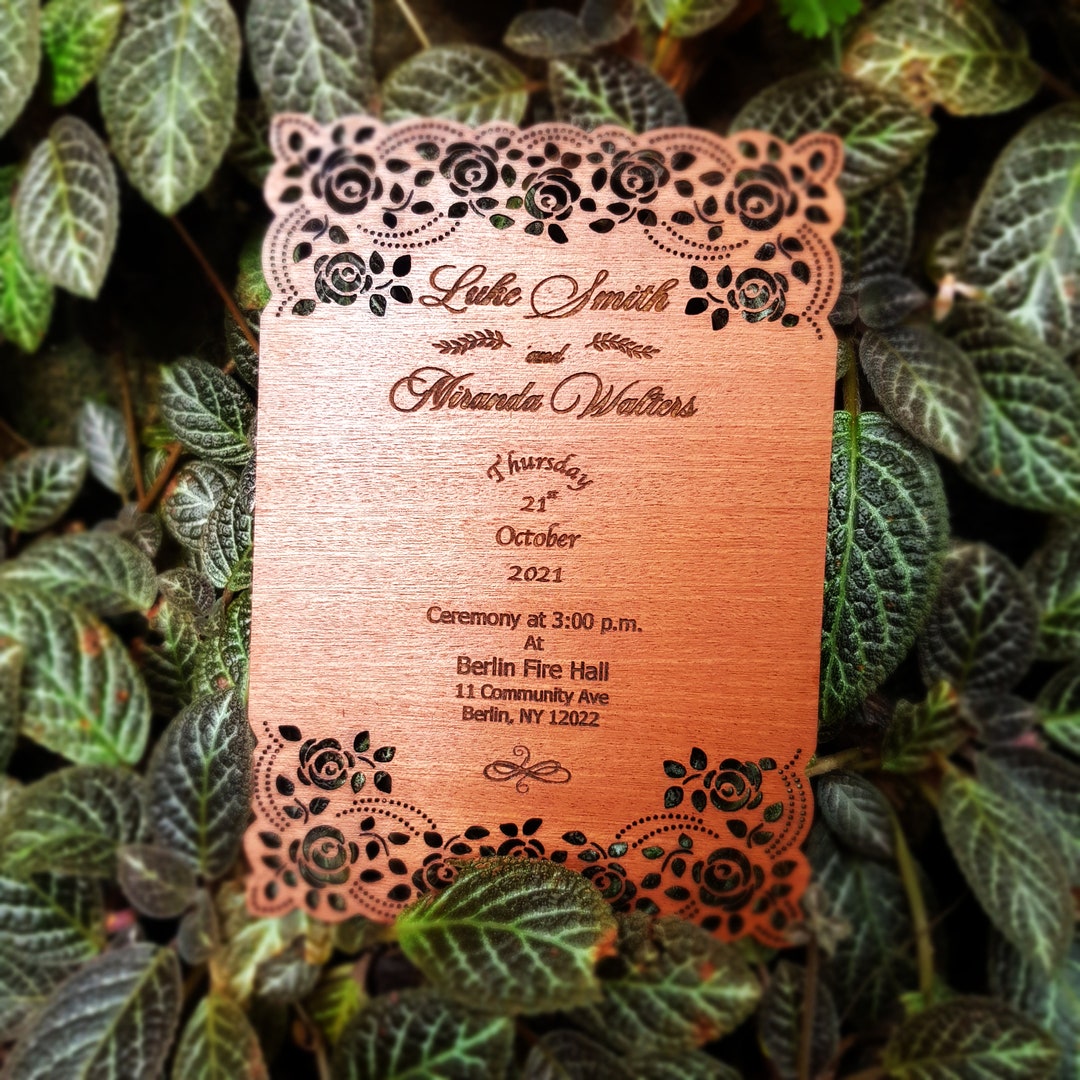 Luke Smith
and
Miranda Walters
Thursday
21st
October
2021
Ceremony at 3:00 p.m.
At
Berlin Fire Hall
11 Community Ave
Berlin, NY 12022